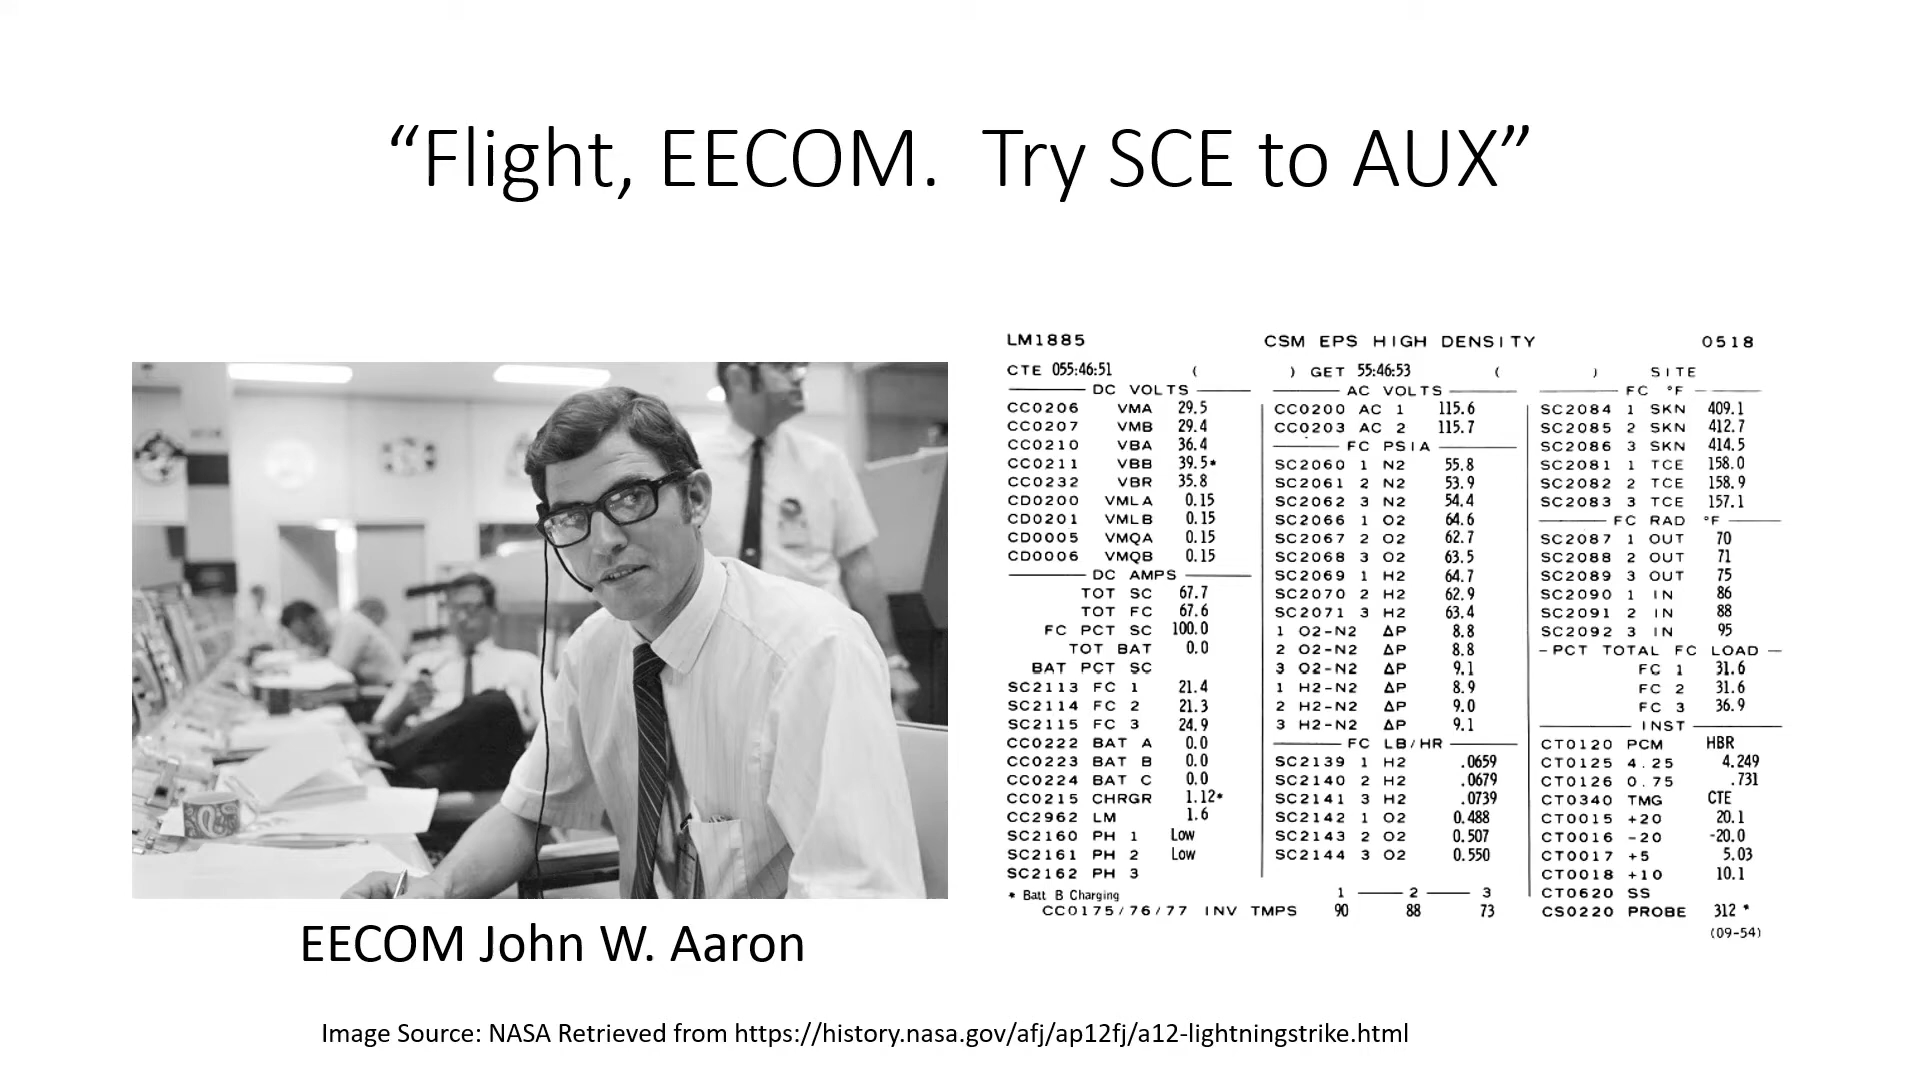 “Flight, EECOM.  Try SCE to AUX”
LM1885 CSM EPS HIGH DENSITY 0518
CTE 055:46:51 ( ) GET 55:46:53 ( ) SITE
DC VOLTS
CC0206 VMA 29.5
CC0207 VMB 29.4
CC0210 VBA 36.4
CC0211 VBB 39.5*
CC0232 VBR 35.8
CD0200 VMLA 0.15
CD0201 VMLB 0.15
CD0005 VMQA 0.15
CD0006 VMQB 0.15
DC AMPS
TOT SC 67.7
TOT FC 67.6
FC PCT SC 100.0
TOT BAT 0.0
BAT PCT SC
SC2113 FC 1 21.4
SC2114 FC 2 21.3
SC2115 FC 3 24.9
CC0222 BAT A 0.0
CC0223 BAT B 0.0
CC0224 BAT C 0.0
CC0215 CHRGR 1.12*
CC2962 LM 1.6
SC2160 PH 1 Low
SC2161 PH 2 Low
SC2162 PH 3
* Batt B Charging
AC VOLTS
CC0200 AC 1 115.6
CC0203 AC 2 115.7
FC PSIA
SC2060 1 N2 55.8
SC2061 2 N2 53.9
SC2062 3 N2 54.4
SC2066 1 O2 64.6
SC2067 2 O2 62.7
SC2068 3 O2 63.5
SC2069 1 H2 64.7
SC2070 2 H2 62.9
SC2071 3 H2 63.4
1 O2-N2 ΔP 8.8
2 O2-N2 ΔP 8.8
3 O2-N2 ΔP 9.1
1 H2-N2 ΔP 8.9
2 H2-N2 ΔP 9.0
3 H2-N2 ΔP 9.1
FC LB/HR
SC2139 1 H2 .0659
SC2140 2 H2 .0679
SC2141 3 H2 .0739
SC2142 1 O2 0.488
SC2143 2 O2 0.507
SC2144 3 O2 0.550
1 2 3
CC0175/76/77 INV TMPS 90 88 73
FC °F
SC2084 1 SKN 409.1
SC2085 2 SKN 412.7
SC2086 3 SKN 414.5
SC2081 1 TCE 158.0
SC2082 2 TCE 158.9
SC2083 3 TCE 157.1
FC RAD °F
SC2087 1 OUT 70
SC2088 2 OUT 71
SC2089 3 OUT 75
SC2090 1 IN 86
SC2091 2 IN 88
SC2092 3 IN 95
-PCT TOTAL FC LOAD-
FC 1 31.6
FC 2 31.6
FC 3 36.9
INST
CT0120 PCM HBR
CT0125 4.25 4.249
CT0126 0.75 .731
CT0340 TMG CTE
CT0015 +20 20.1
CT0016 -20 -20.0
CT0017 +5 5.03
CT0018 +10 10.1
CT0620 SS
CS0220 PROBE 312 *
(09-54)
EECOM John W. Aaron
Image Source: NASA Retrieved from https://history.nasa.gov/afj/ap12fj/a12-lightningstrike.html